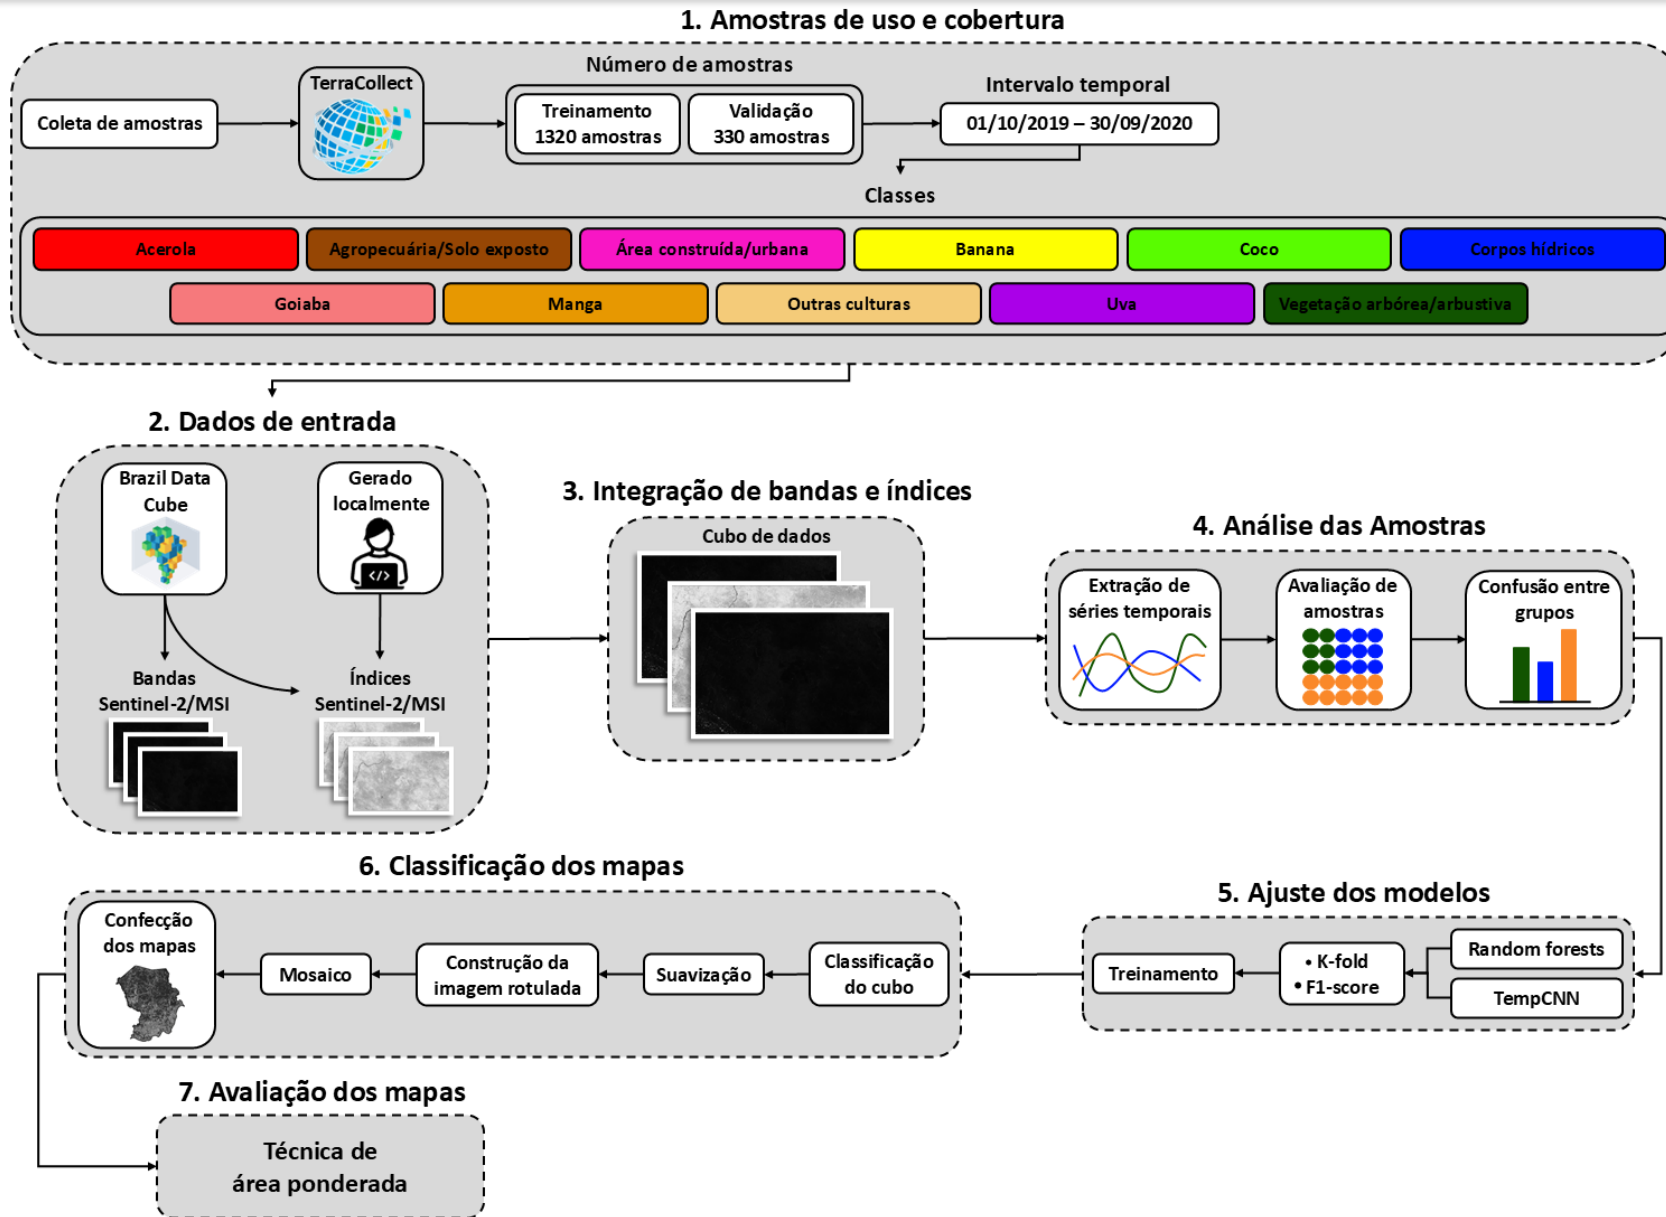 1. Amostras de uso e cobertura
Coleta de amostras
TerraCollect
Número de amostras
Treinamento
1320 amostras
Validação
330 amostras
Intervalo temporal
01/10/2019 – 30/09/2020
Classes
Acerola
Agropecuária/Solo exposto
Área construída/urbana
Banana
Coco
Corpos hídricos
Goiaba
Manga
Outras culturas
Uva
Vegetação arbórea/arbustiva
2. Dados de entrada
Brazil Data
Cube
Gerado
localmente
</>
Bandas
Sentinel-2/MSI
Índices
Sentinel-2/MSI
3. Integração de bandas e índices
Cubo de dados
4. Análise das Amostras
Extração de
séries temporais
Avaliação de
amostras
Confusão entre
grupos
5. Ajuste dos modelos
Random forests
TempCNN
• K-fold
• F1-score
Treinamento
6. Classificação dos mapas
Classificação
do cubo
Suavização
Construção da
imagem rotulada
Mosaico
Confecção
dos mapas
7. Avaliação dos mapas
Técnica de
área ponderada